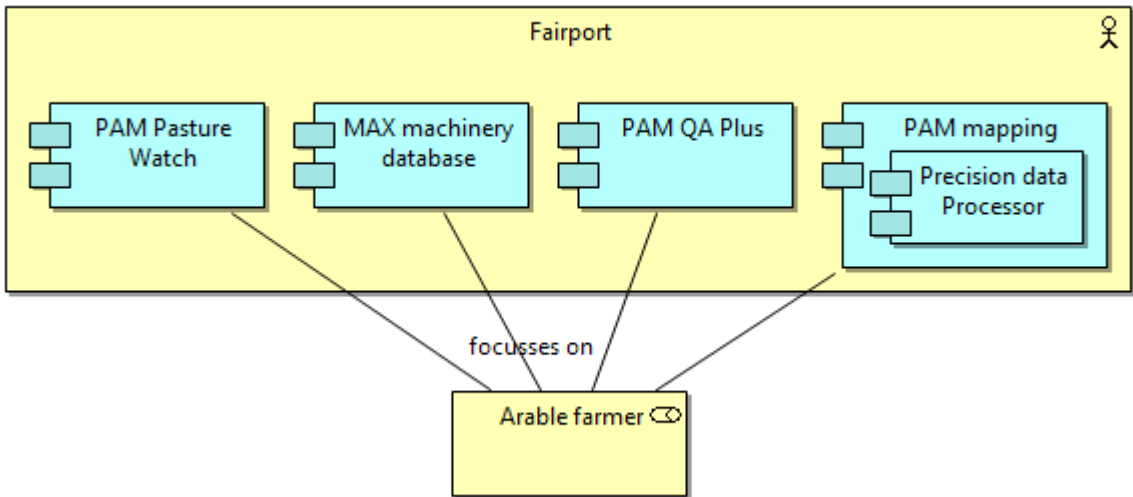 Fairport
PAM Pasture
Watch
MAX machinery
database
PAM QA Plus
PAM mapping
Precision data
Processor
focusses on
Arable farmer